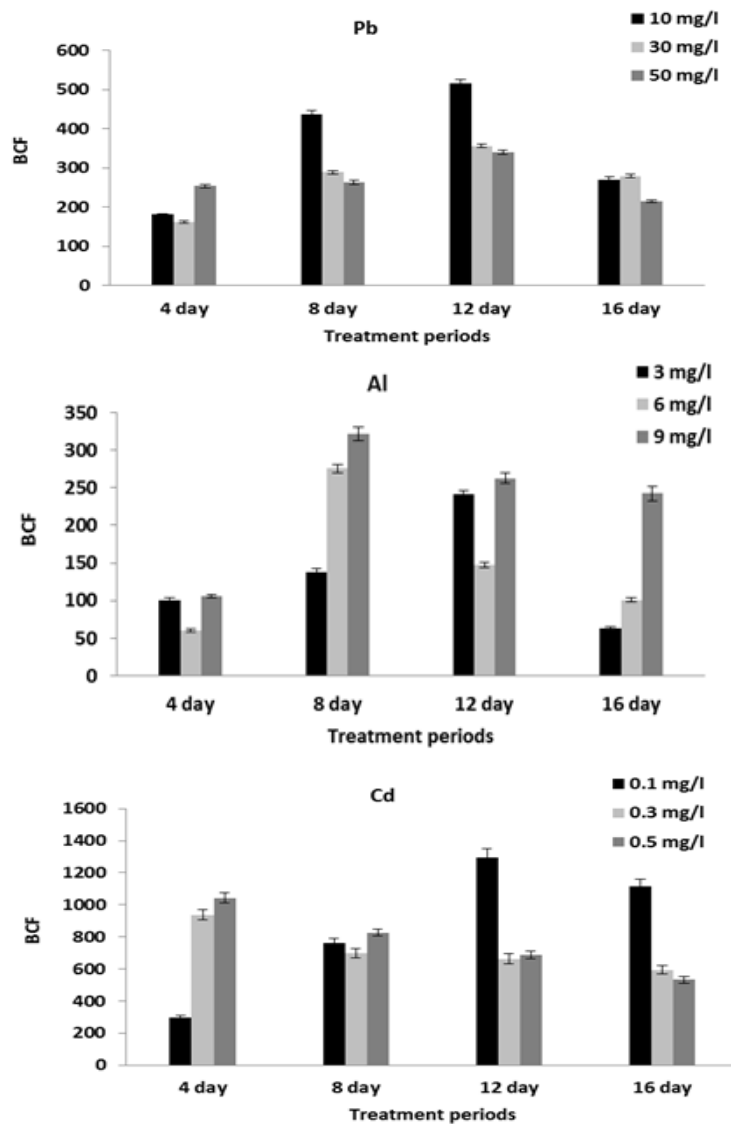 Pb
10 mg/l
30 mg/l
50 mg/l
600
500
400
300
200
100
0
BCF
4 day 8 day 12 day 16 day
Treatment periods
Al
3 mg/l
6 mg/l
9 mg/l
350
300
250
200
150
100
50
0
BCF
4 day 8 day 12 day 16 day
Treatment periods
Cd
0.1 mg/l
0.3 mg/l
0.5 mg/l
1600
1400
1200
1000
800
600
400
200
0
BCF
4 day 8 day 12 day 16 day
Treatment periods